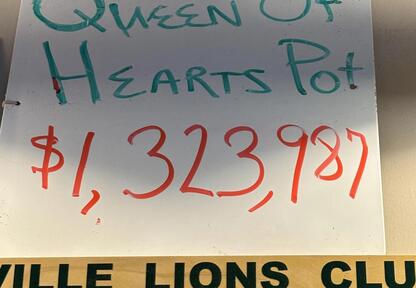 QUEEN OF
HEARTS POt
$1,323,987
VILLE LIONS CLU